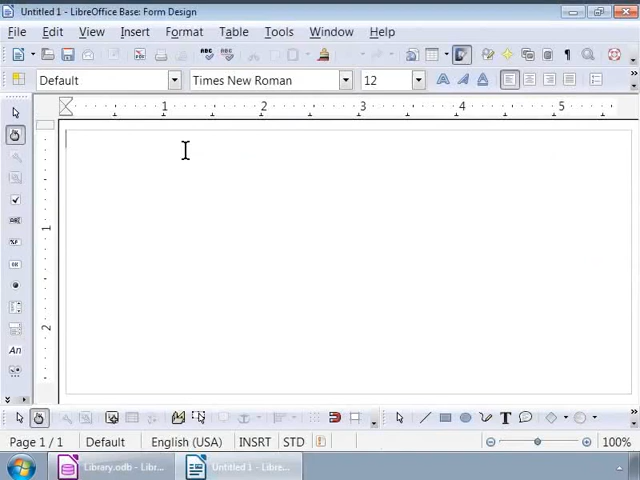 Untitled 1 - LibreOffice Base: Form Design
File Edit View Insert Format Table Tools Window Help
Default Times New Roman 12
1 2 3 4 5
1
2
Page 1 / 1 Default English (USA) INSRT STD 100%
Library.odb - Libr... Untitled 1 - Libre...